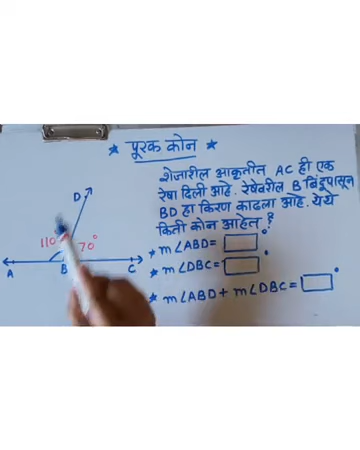 ★ पूरक कोन ★
शेजारील आकृतीत AC ही एक
रेषा दिली आहे. रेषेवरील B बिंदूपासून
BD हा किरण काढला आहे. येथे
किती कोन आहेत ?
★ m∠ABD= °
★ m∠DBC= °
★ m∠ABD + m∠DBC= °
D
110 70°
A B C